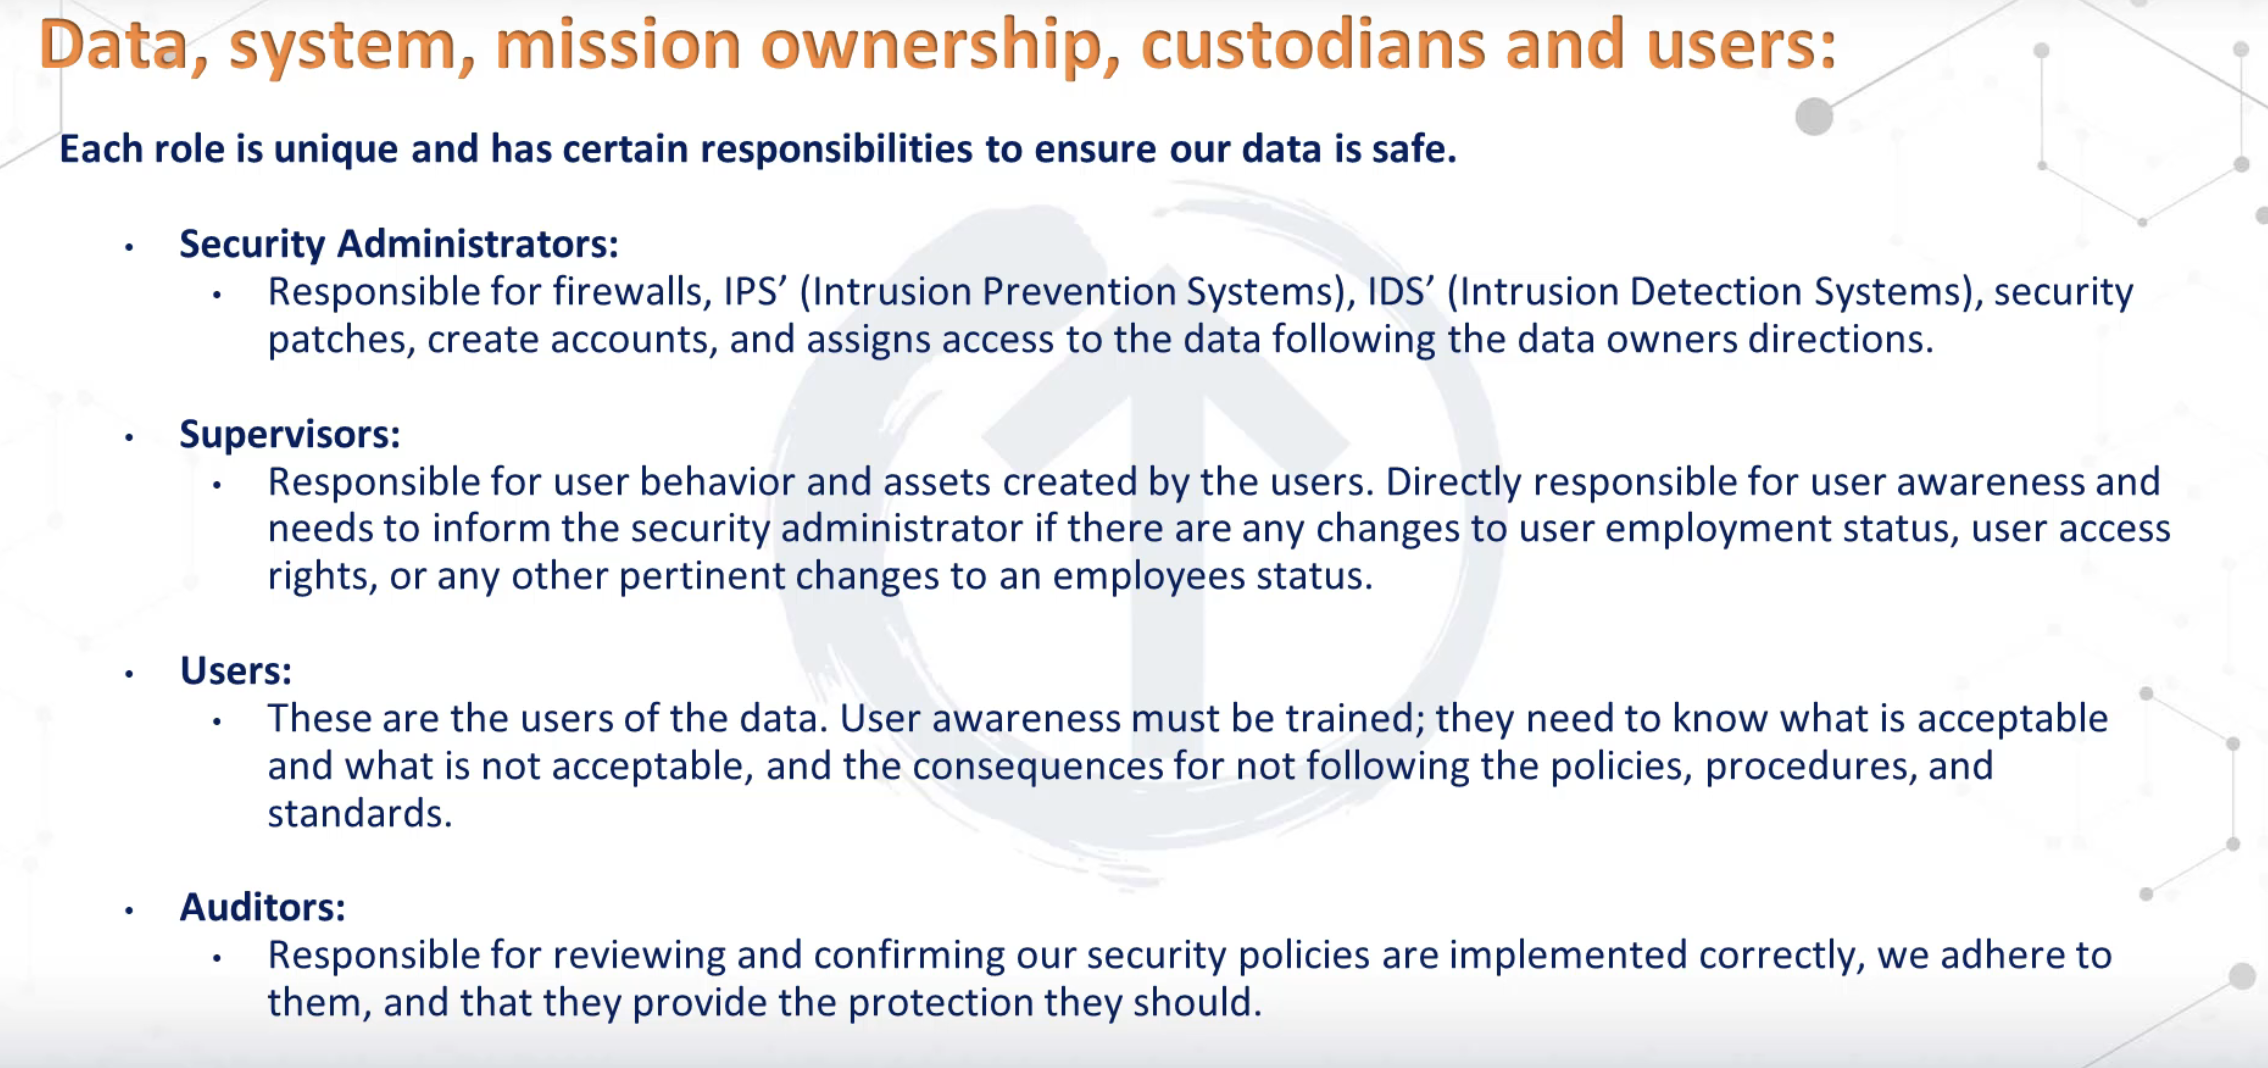 Data, system, mission ownership, custodians and users:
Each role is unique and has certain responsibilities to ensure our data is safe.
• Security Administrators:
• Responsible for firewalls, IPS’ (Intrusion Prevention Systems), IDS’ (Intrusion Detection Systems), security
patches, create accounts, and assigns access to the data following the data owners directions.
• Supervisors:
• Responsible for user behavior and assets created by the users. Directly responsible for user awareness and
needs to inform the security administrator if there are any changes to user employment status, user access
rights, or any other pertinent changes to an employees status.
• Users:
• These are the users of the data. User awareness must be trained; they need to know what is acceptable
and what is not acceptable, and the consequences for not following the policies, procedures, and
standards.
• Auditors:
• Responsible for reviewing and confirming our security policies are implemented correctly, we adhere to
them, and that they provide the protection they should.